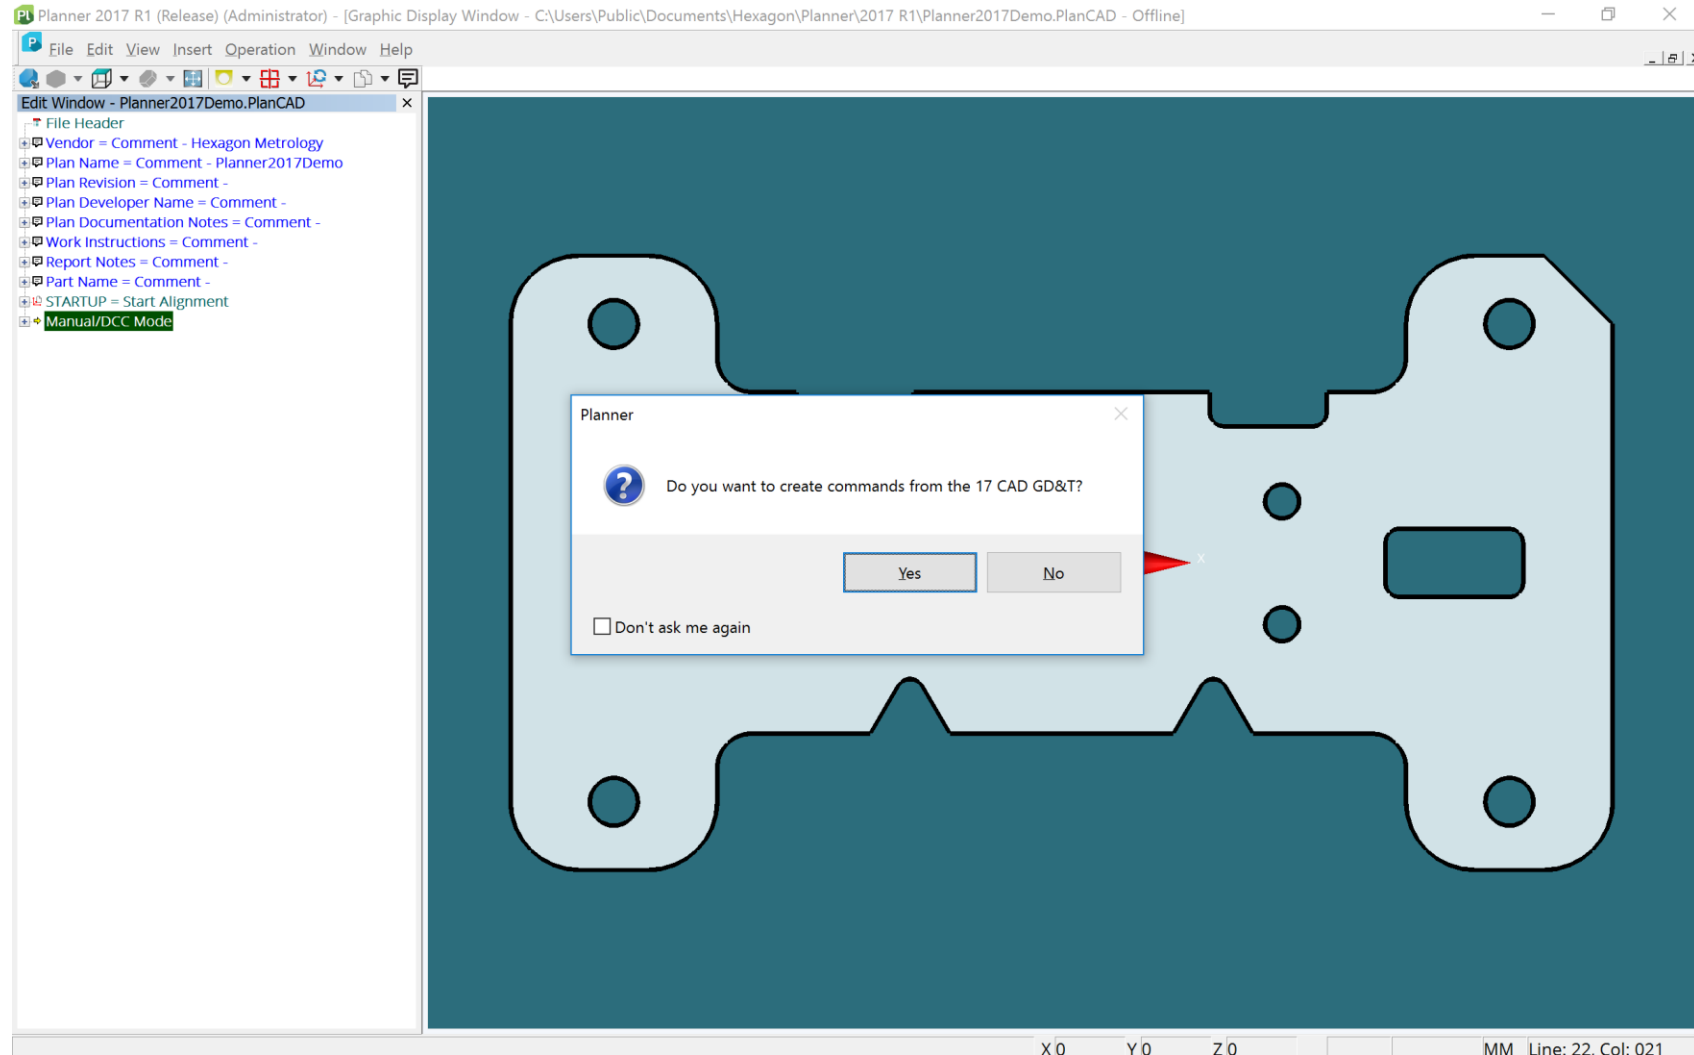 Planner 2017 R1 (Release) (Administrator) - [Graphic Display Window - C:\Users\Public\Documents\Hexagon\Planner\2017 R1\Planner2017Demo.PlanCAD - Offline]
File Edit View Insert Operation Window Help
Edit Window - Planner2017Demo.PlanCAD
File Header
Vendor = Comment - Hexagon Metrology
Plan Name = Comment - Planner2017Demo
Plan Revision = Comment -
Plan Developer Name = Comment -
Plan Documentation Notes = Comment -
Work Instructions = Comment -
Report Notes = Comment -
Part Name = Comment -
STARTUP = Start Alignment
Manual/DCC Mode
Planner
Do you want to create commands from the 17 CAD GD&T?
Yes No
Don't ask me again
X
X 0 Y 0 Z 0 MM Line: 22, Col: 021